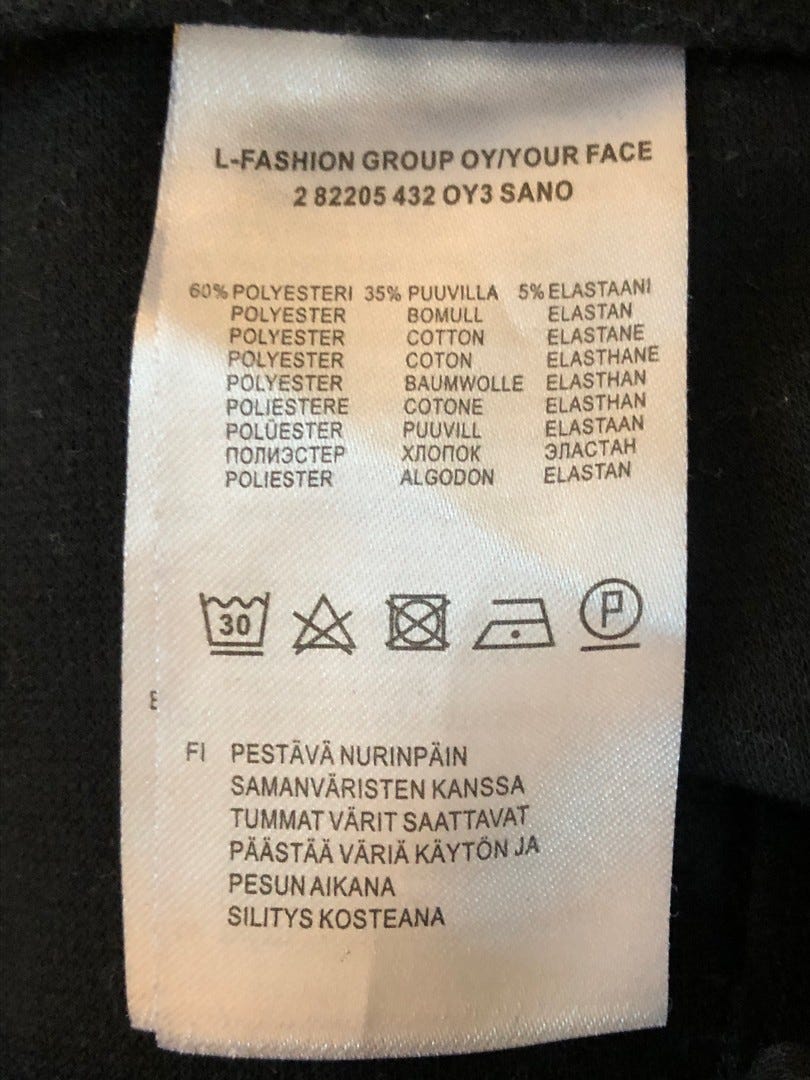 L-FASHION GROUP OY/YOUR FACE
2 82205 432 OY3 SANO
60% POLYESTERI 35% PUUVILLA 5% ELASTAANI
POLYESTER BOMULL ELASTAN
POLYESTER COTTON ELASTANE
POLYESTER COTON ELASTHANE
POLYESTER BAUMWOLLE ELASTHAN
POLIESTERE COTONE ELASTHAN
POLÜESTER PUUVILL ELASTAAN
ПОЛИЭСТЕР ХЛОПОК ЭЛАСТАН
POLIESTER ALGODON ELASTAN
30 P
FI PESTÄVÄ NURINPÄIN
SAMANVÄRISTEN KANSSA
TUMMAT VÄRIT SAATTAVAT
PÄÄSTÄÄ VÄRIÄ KÄYTÖN JA
PESUN AIKANA
SILITYS KOSTEANA